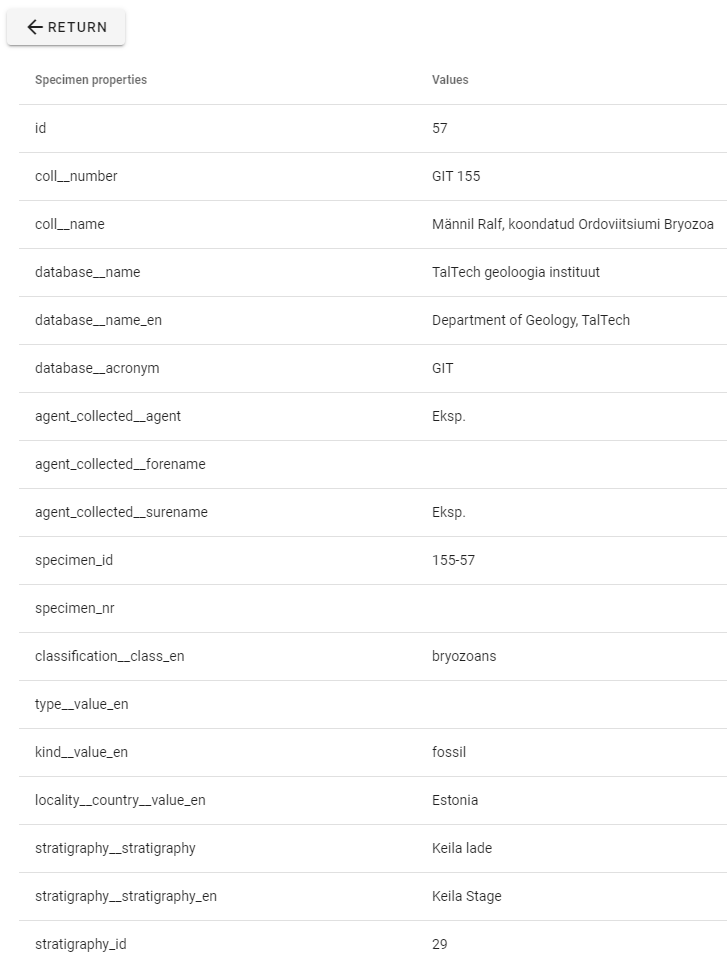 RETURN
Specimen properties Values
id 57
coll__number GIT 155
coll__name Männil Ralf, koondatud Ordoviitsiumi Bryozoa
database__name TalTech geoloogia instituut
database__name_en Department of Geology, TalTech
database__acronym GIT
agent_collected__agent Eksp.
agent_collected__forename
agent_collected__surename Eksp.
specimen_id 155-57
specimen_nr
classification__class_en bryozoans
type__value_en
kind__value_en fossil
locality__country__value_en Estonia
stratigraphy__stratigraphy Keila lade
stratigraphy__stratigraphy_en Keila Stage
stratigraphy_id 29